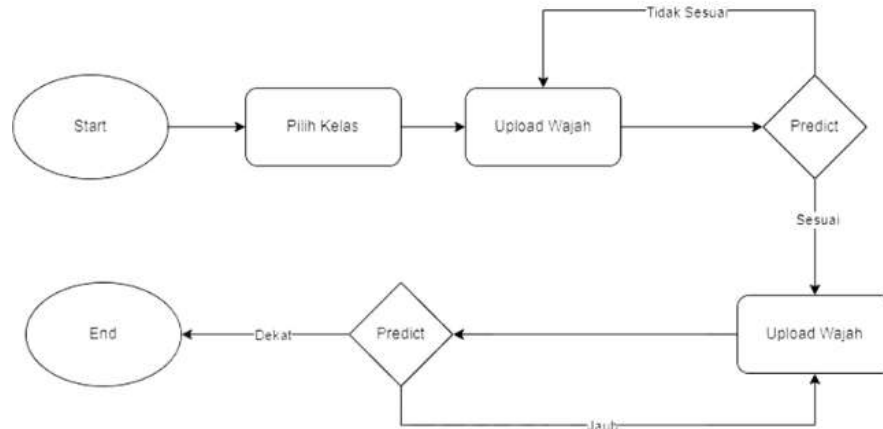 Tidak Sesuai
Start
Pilih Kelas
Upload Wajah
Predict
Sesuai
End
Dekat
Predict
Upload Wajah
Jauh